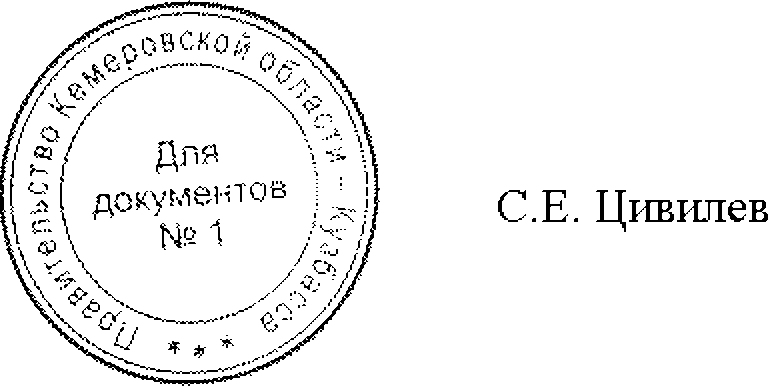 Правительство Кемеровской области - Кузбасса
***
Для
документов
№ 1
С.Е. Цивилев